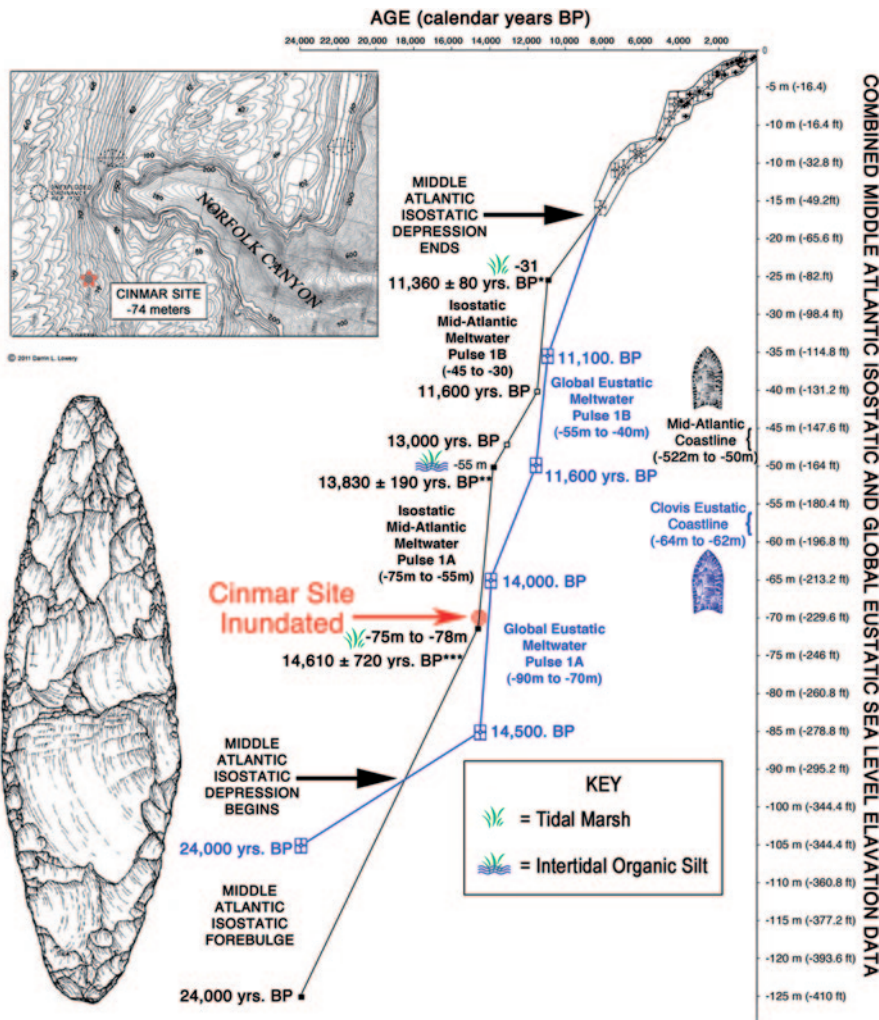 AGE (calendar years BP)
24,000 22,000 20,000 18,000 16,000 14,000 12,000 10,000 8,000 6,000 4,000 2,000
0
-5 m (-16.4)
-10 m (-16.4 ft)
-10 m (-32.8 ft)
-15 m (-49.2ft)
-20 m (-65.6 ft)
-25 m (-82. ft)
-30 m (-98.4 ft)
-35 m (-114.8 ft)
-40 m (-131.2 ft)
-45 m (-147.6 ft)
-50 m (-164 ft)
-55 m (-180.4 ft)
-60 m (-196.8 ft)
-65 m (-213.2 ft)
-70 m (-229.6 ft)
-75 m (-246 ft)
-80 m (-260.8 ft)
-85 m (-278.8 ft)
-90 m (-295.2 ft)
-100 m (-344.4 ft)
-105 m (-344.4 ft)
-110 m (-360.8 ft)
-115 m (-377.2 ft)
-120 m (-393.6 ft)
-125 m (-410 ft)
COMBINED MIDDLE ATLANTIC ISOSTATIC AND GLOBAL EUSTATIC SEA LEVEL ELAVATION DATA
UNEXPLODED
ORDNANCE
NORFOLK CANYON
CINMAR SITE
-74 meters
© 2011 Darrin L. Lowery
MIDDLE
ATLANTIC
ISOSTATIC
DEPRESSION
ENDS
-31
11,360 ± 80 yrs. BP*
Isostatic
Mid-Atlantic
Meltwater
Pulse 1B
(-45 to -30)
11,600 yrs. BP
13,000 yrs. BP
-55 m
13,830 ± 190 yrs. BP**
Isostatic
Mid-Atlantic
Meltwater
Pulse 1A
(-75m to -55m)
Cinmar Site
Inundated
-75m to -78m
14,610 ± 720 yrs. BP***
MIDDLE
ATLANTIC
ISOSTATIC
DEPRESSION
BEGINS
24,000 yrs. BP
MIDDLE
ATLANTIC
ISOSTATIC
FOREBULGE
24,000 yrs. BP
11,100. BP
Global Eustatic
Meltwater
Pulse 1B
(-55m to -40m)
11,600 yrs. BP
14,000. BP
Global Eustatic
Meltwater
Pulse 1A
(-90m to -70m)
14,500. BP
Mid-Atlantic
Coastline
(-522m to -50m)
Clovis Eustatic
Coastline
(-64m to -62m)
KEY
= Tidal Marsh
= Intertidal Organic Silt